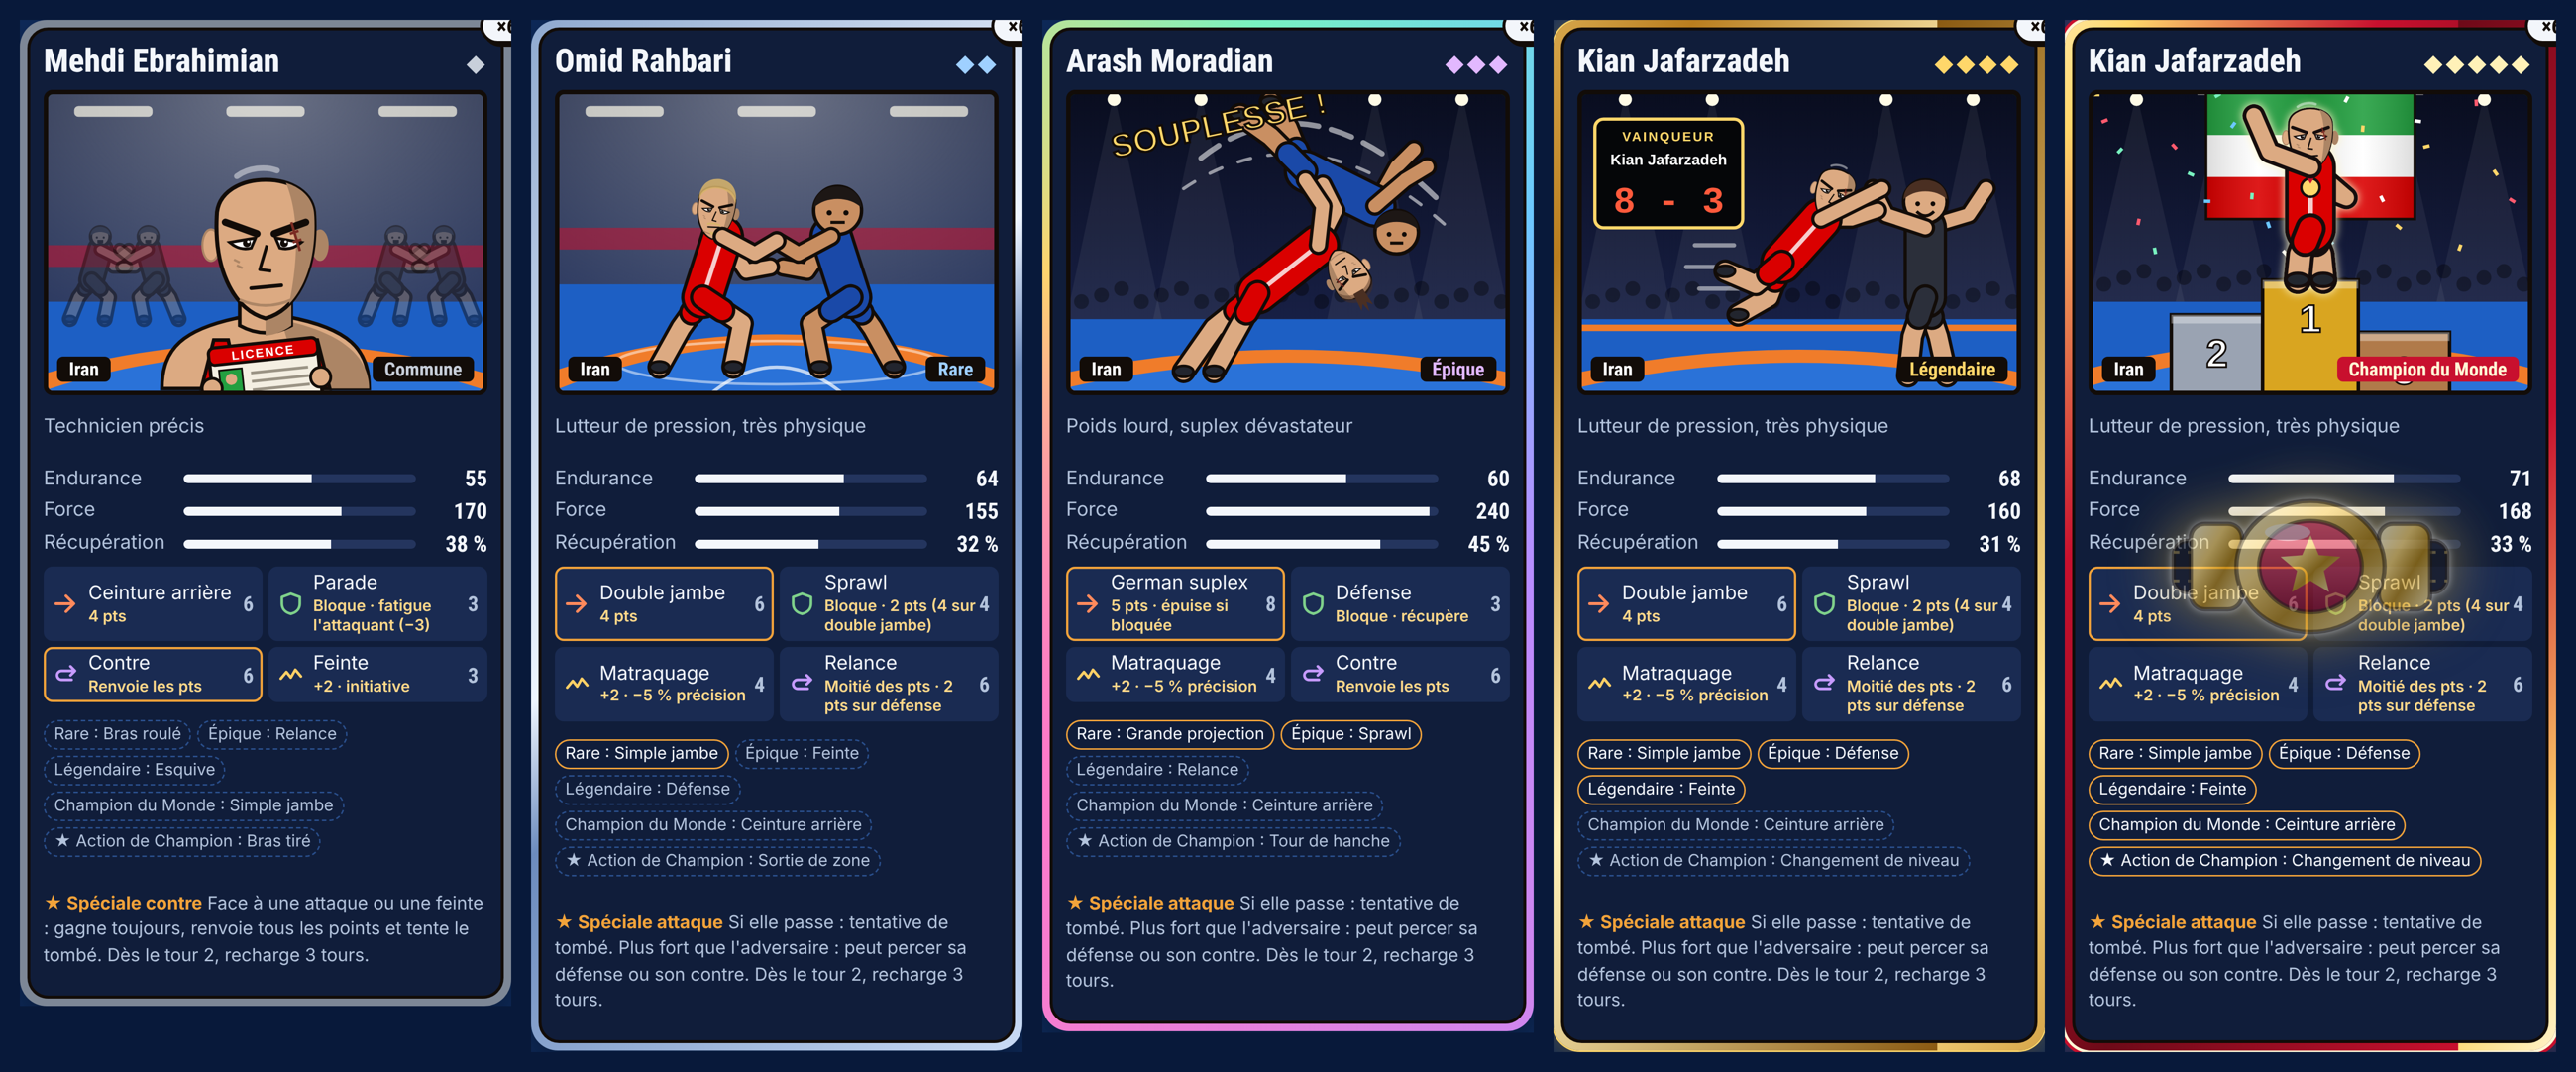 Mehdi Ebrahimian
LICENCE
Iran
Commune
Technicien précis
Endurance 55
Force 170
Récupération 38 %
Ceinture arrière 6
4 pts
Parade 3
Bloque · fatigue
l'attaquant (−3)
Contre 6
Renvoie les pts
Feinte 3
+2 · initiative
Rare : Bras roulé
Épique : Relance
Légendaire : Esquive
Champion du Monde : Simple jambe
★ Action de Champion : Bras tiré
★ Spéciale contre Face à une attaque ou une feinte
: gagne toujours, renvoie tous les points et tente le
tombé. Dès le tour 2, recharge 3 tours.
Omid Rahbari
Iran
Rare
Lutteur de pression, très physique
Endurance 64
Force 155
Récupération 32 %
Double jambe 6
4 pts
Sprawl 4
Bloque · 2 pts (4 sur
double jambe)
Matraquage 4
+2 · −5 % précision
Relance 6
Moitié des pts · 2
pts sur défense
Rare : Simple jambe
Épique : Feinte
Légendaire : Défense
Champion du Monde : Ceinture arrière
★ Action de Champion : Sortie de zone
★ Spéciale attaque Si elle passe : tentative de
tombé. Plus fort que l'adversaire : peut percer sa
défense ou son contre. Dès le tour 2, recharge 3
tours.
Arash Moradian
SOUPLESSE !
Iran
Épique
Poids lourd, suplex dévastateur
Endurance 60
Force 240
Récupération 45 %
German suplex 8
5 pts · épuise si
bloquée
Défense 3
Bloque · récupère
Matraquage 4
+2 · −5 % précision
Contre 6
Renvoie les pts
Rare : Grande projection
Épique : Sprawl
Légendaire : Relance
Champion du Monde : Ceinture arrière
★ Action de Champion : Tour de hanche
★ Spéciale attaque Si elle passe : tentative de
tombé. Plus fort que l'adversaire : peut percer sa
défense ou son contre. Dès le tour 2, recharge 3
tours.
Kian Jafarzadeh
VAINQUEUR
Kian Jafarzadeh
8 - 3
Iran
Légendaire
Lutteur de pression, très physique
Endurance 68
Force 160
Récupération 31 %
Double jambe 6
4 pts
Sprawl 4
Bloque · 2 pts (4 sur
double jambe)
Matraquage 4
+2 · −5 % précision
Relance 6
Moitié des pts · 2
pts sur défense
Rare : Simple jambe
Épique : Défense
Légendaire : Feinte
Champion du Monde : Ceinture arrière
★ Action de Champion : Changement de niveau
★ Spéciale attaque Si elle passe : tentative de
tombé. Plus fort que l'adversaire : peut percer sa
défense ou son contre. Dès le tour 2, recharge 3
tours.
Kian Jafarzadeh
1
2
Iran
Champion du Monde
Lutteur de pression, très physique
Endurance 71
Force 168
Récupération 33 %
Double jambe 6
4 pts
Sprawl 4
Bloque · 2 pts (4 sur
double jambe)
Matraquage 4
+2 · −5 % précision
Relance 6
Moitié des pts · 2
pts sur défense
Rare : Simple jambe
Épique : Défense
Légendaire : Feinte
Champion du Monde : Ceinture arrière
★ Action de Champion : Changement de niveau
★ Spéciale attaque Si elle passe : tentative de
tombé. Plus fort que l'adversaire : peut percer sa
défense ou son contre. Dès le tour 2, recharge 3
tours.